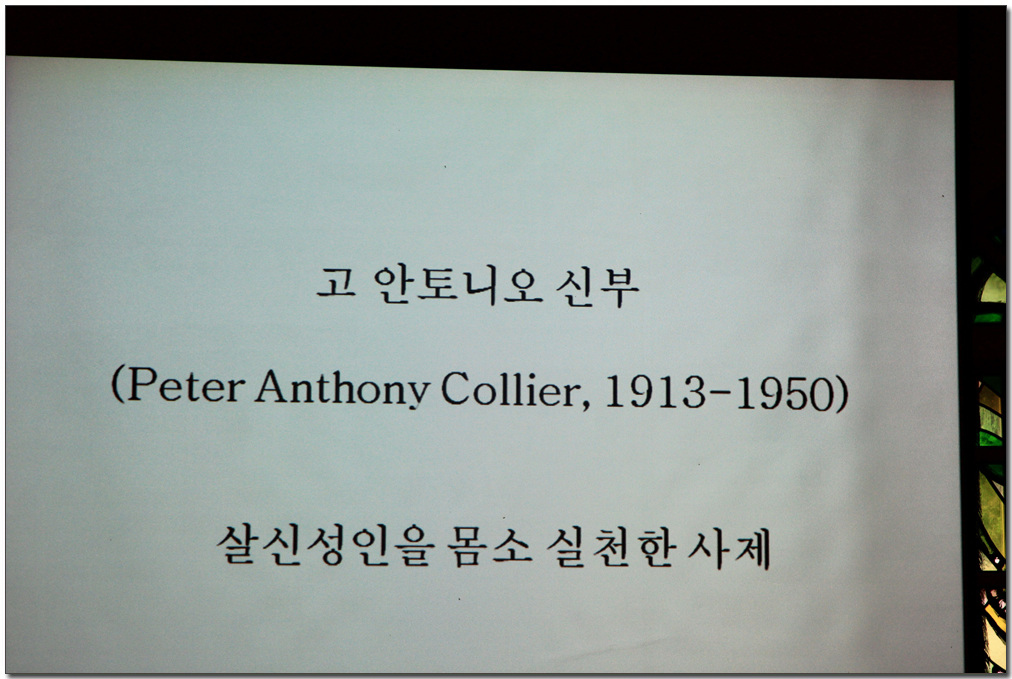 고 안토니오 신부
(Peter Anthony Collier, 1913-1950)
살신성인을 몸소 실천한 사제